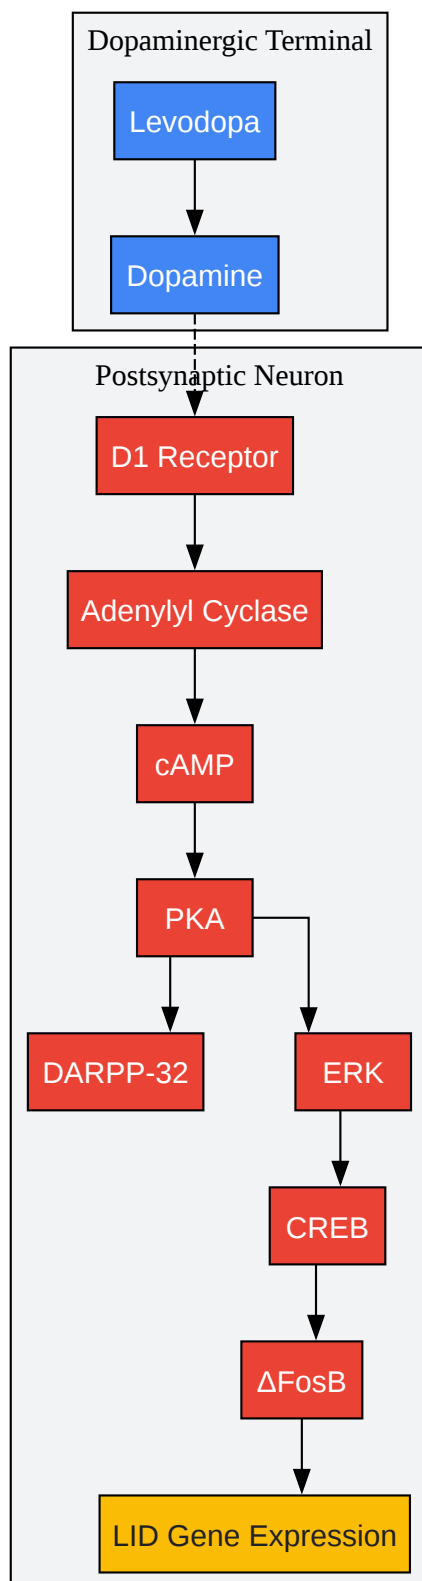 Dopaminergic Terminal
Levodopa
Dopamine
Postsynaptic Neuron
D1 Receptor
Adenylyl Cyclase
cAMP
PKA
DARPP-32
ERK
CREB
ΔFosB
LID Gene Expression